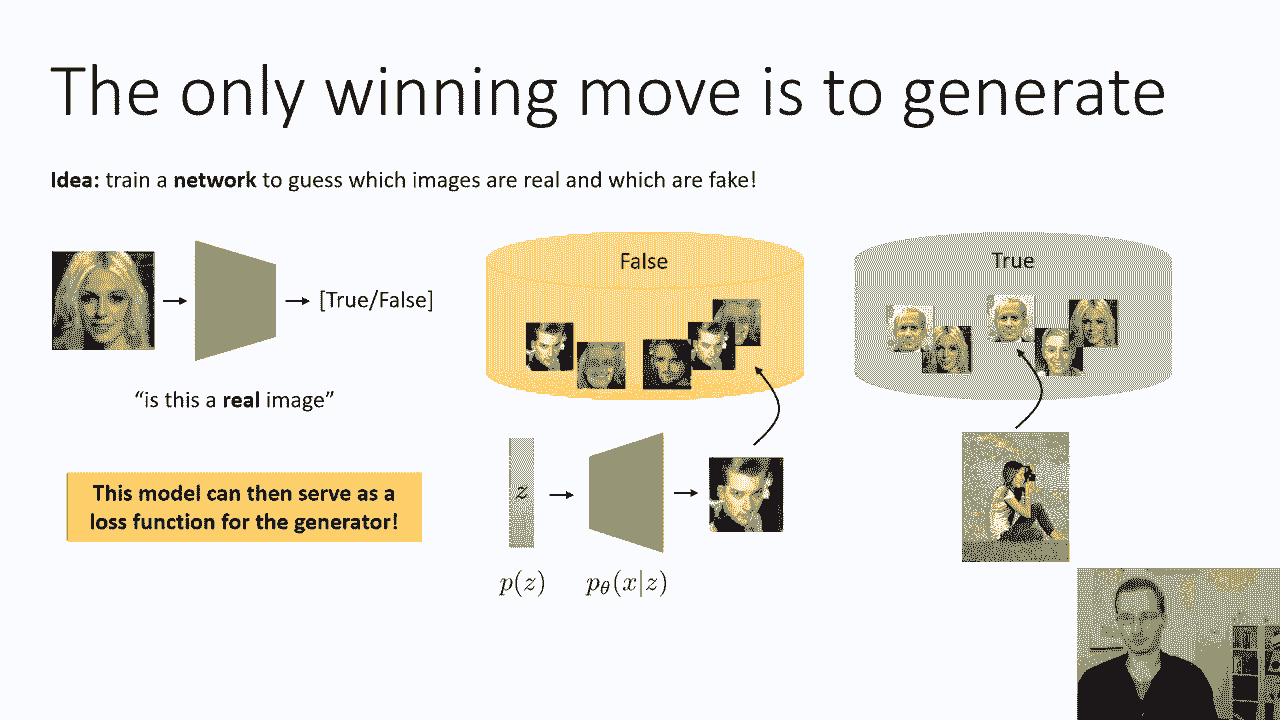 The only winning move is to generate
Idea: train a network to guess which images are real and which are fake!
[True/False]
"is this a real image"
This model can then serve as a
loss function for the generator!
False
True
z
p(z)
pθ(x|z)